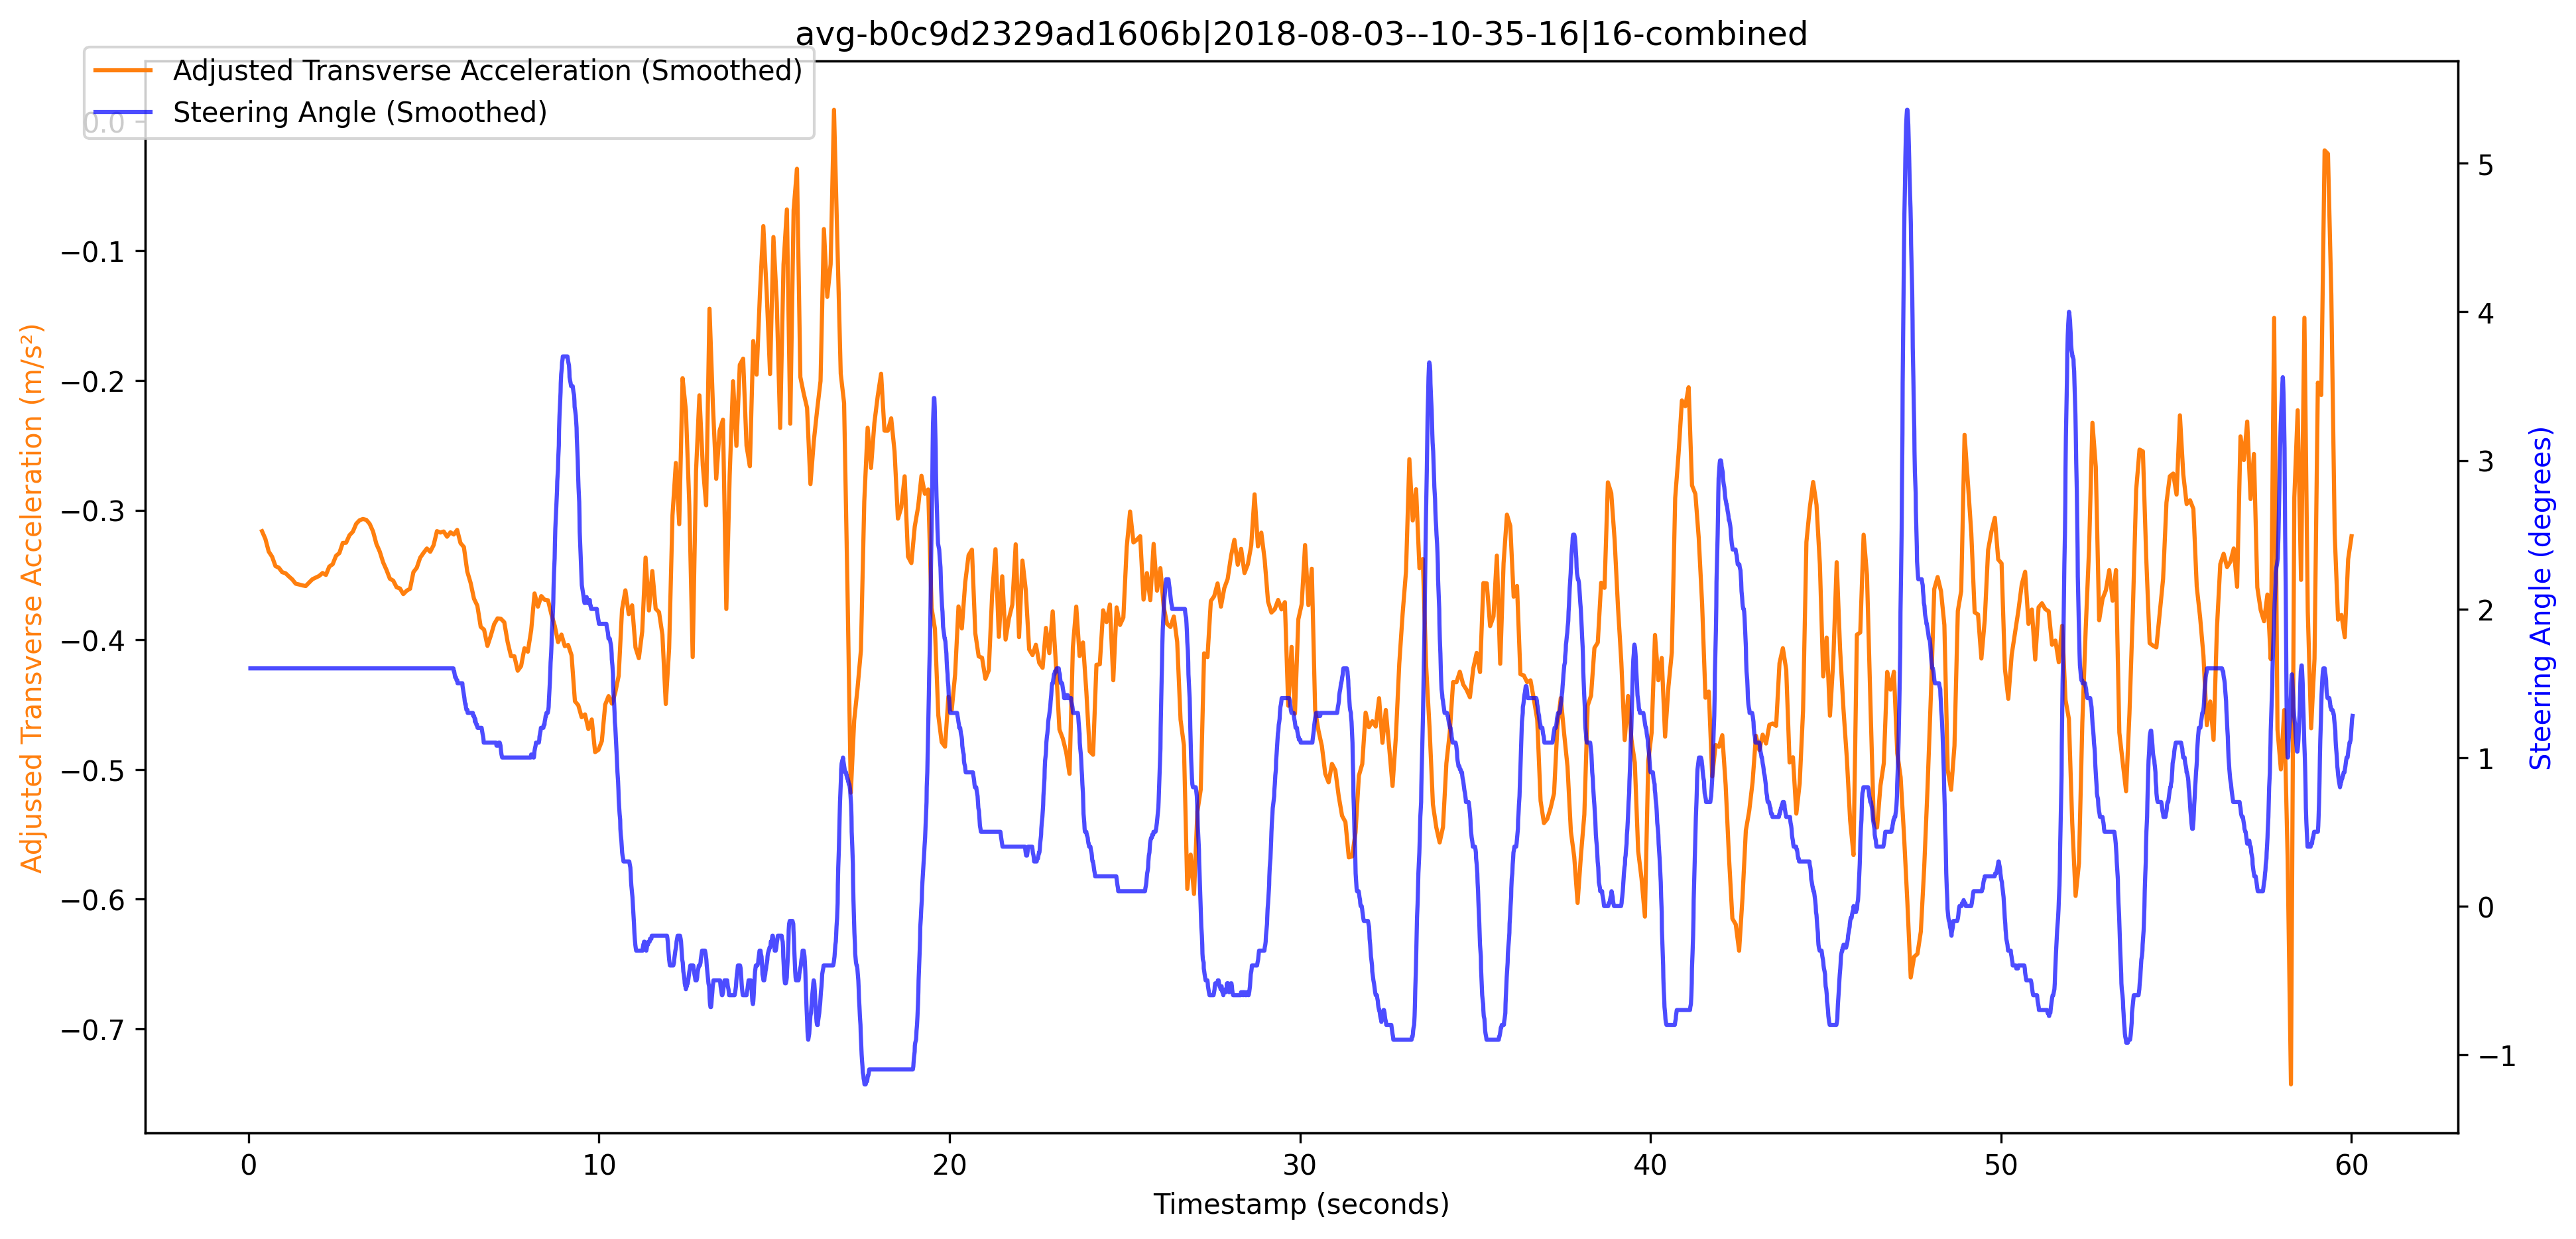 avg-b0c9d2329ad1606b|2018-08-03--10-35-16|16-combined
Adjusted Transverse Acceleration (Smoothed)
Steering Angle (Smoothed)
0.0
−0.1
−0.2
−0.3
−0.4
−0.5
−0.6
−0.7
Adjusted Transverse Acceleration (m/s²)
5
4
3
2
1
0
−1
Steering Angle (degrees)
0 10 20 30 40 50 60
Timestamp (seconds)